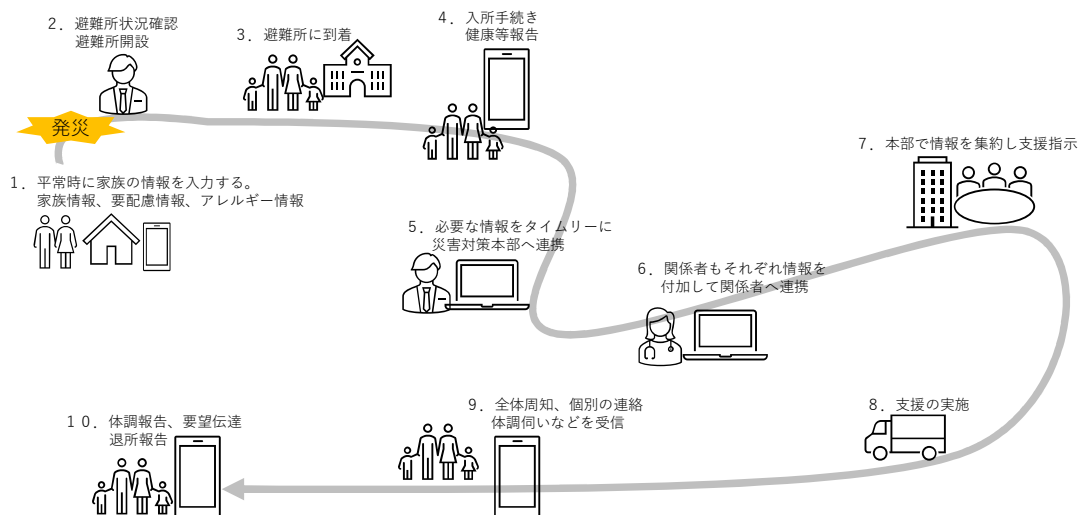 2．避難所状況確認
避難所開設
3．避難所に到着
4．入所手続き
健康等報告
発災
1．平常時に家族の情報を入力する。
家族情報、要配慮情報、アレルギー情報
5．必要な情報をタイムリーに
災害対策本部へ連携
6．関係者もそれぞれ情報を
付加して関係者へ連携
7．本部で情報を集約し支援指示
8．支援の実施
9．全体周知、個別の連絡
体調伺いなどを受信
１０．体調報告、要望伝達
退所報告